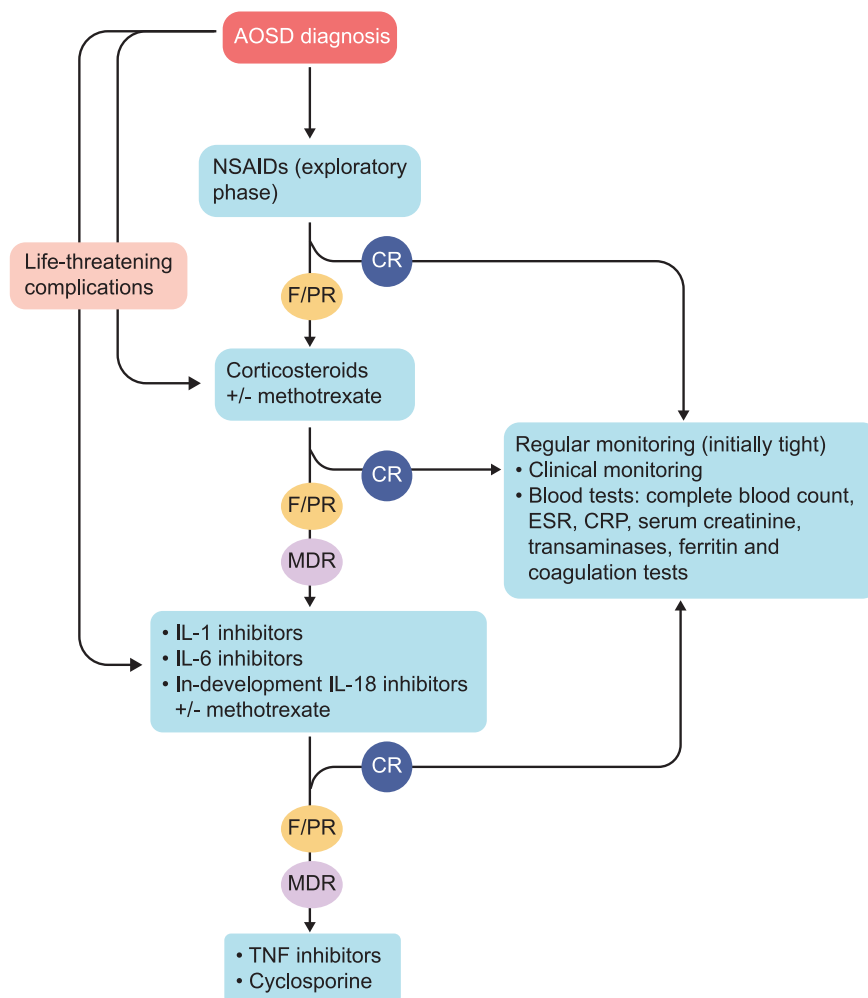 AOSD diagnosis
NSAIDs (exploratory
phase)
CR
Life-threatening
complications
F/PR
Corticosteroids
+/- methotrexate
Regular monitoring (initially tight)
• Clinical monitoring
• Blood tests: complete blood count,
ESR, CRP, serum creatinine,
transaminases, ferritin and
coagulation tests
CR
F/PR
MDR
• IL-1 inhibitors
• IL-6 inhibitors
• In-development IL-18 inhibitors
+/- methotrexate
CR
F/PR
MDR
• TNF inhibitors
• Cyclosporine